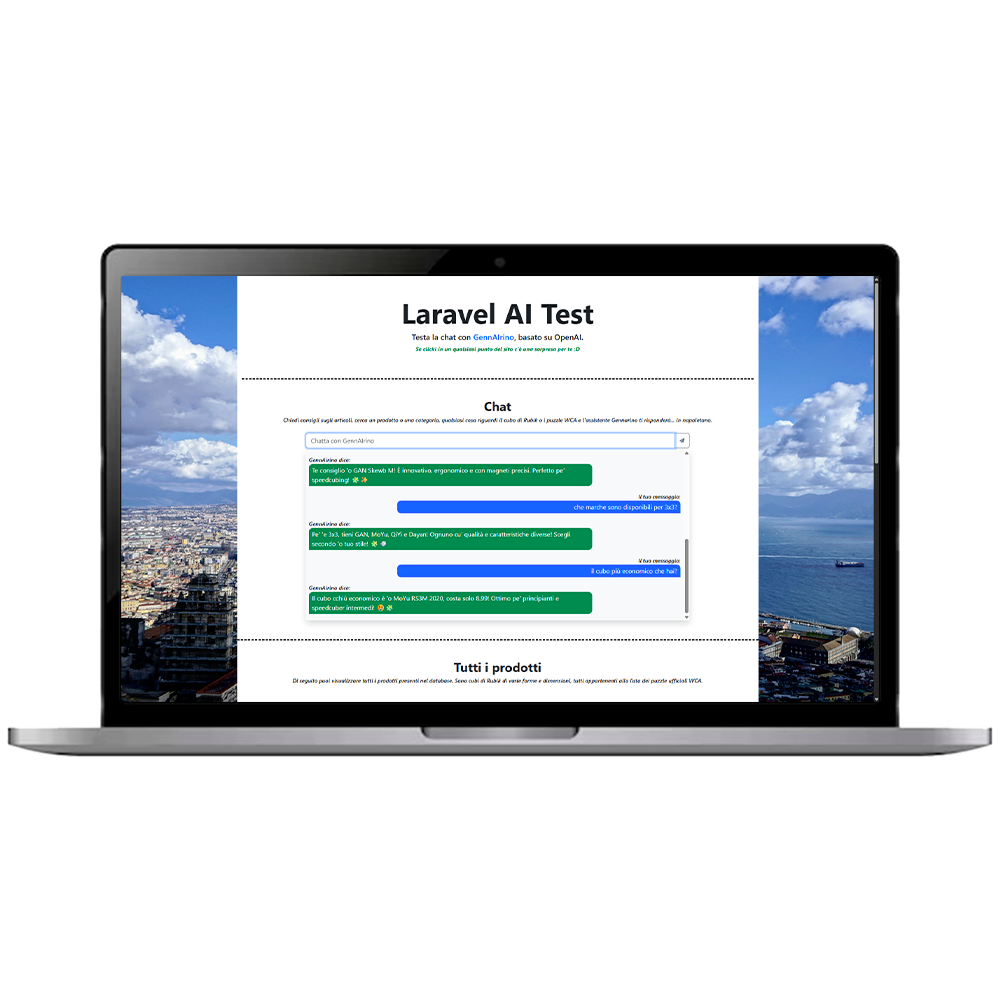 Laravel AI Test
Testa la chat con GennAIrino, basato su OpenAI.
Se clicki in un qualsiasi punto del sito c'è una sorpresa per te :D
Chat
Chiedi consigli sugli articoli, cerca un prodotto o una categoria, qualsiasi cosa riguardi il cubo di Rubik o i puzzle WCA e l'assistente Gennarino ti risponderà... in napoletano.
Chatta con GennAIrino
GennAIrino dice:
Te consiglio 'o GAN Skewb M! È innovativo, ergonomico e con magneti precisi. Perfetto pe'
speedcubing!
Il tuo messaggio:
che marche sono disponibili per 3x3?
GennAIrino dice:
Pe' 'e 3x3, tieni GAN, MoYu, QiYi e Dayan! Ognuno cu' qualità e caratteristiche diverse! Scegli
secondo 'o tuo stile!
Il tuo messaggio:
il cubo più economico che hai?
GennAIrino dice:
Il cubo cchiù economico è 'o MoYu RS3M 2020, costa solo 8.99! Ottimo pe' principianti e
speedcuber intermedi!
Tutti i prodotti
Di seguito puoi visualizzare tutti i prodotti presenti nel database. Sono cubi di Rubik di varie forme e dimensioni, tutti appartenenti alla lista dei puzzle ufficiali WCA.